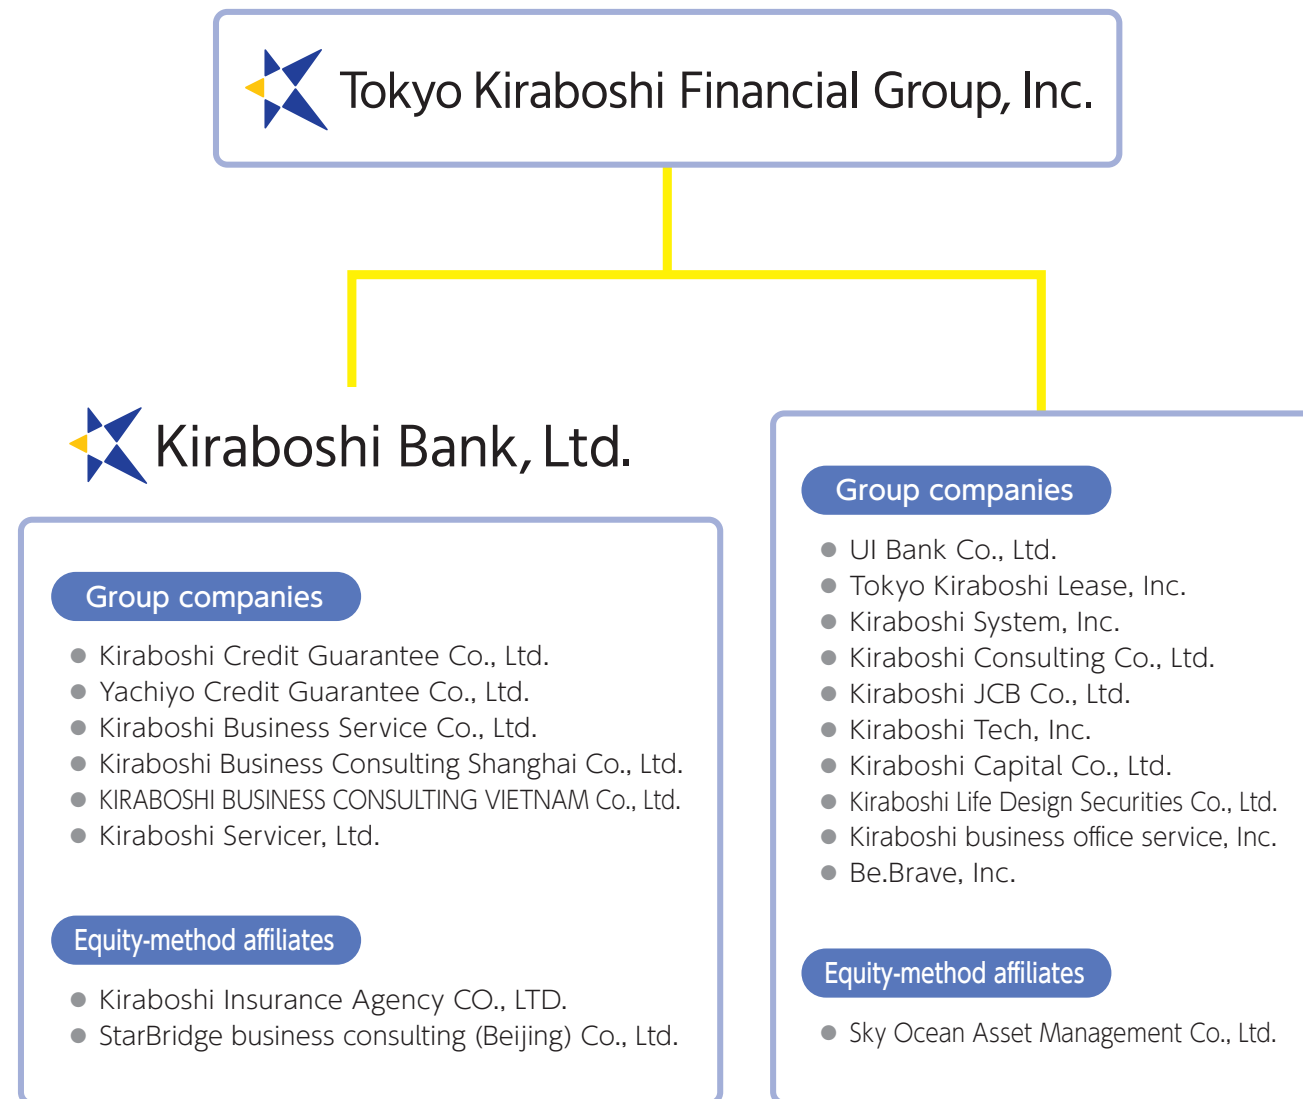 Tokyo Kiraboshi Financial Group, Inc.
Kiraboshi Bank, Ltd.
Group companies
Kiraboshi Credit Guarantee Co., Ltd.
Yachiyo Credit Guarantee Co., Ltd.
Kiraboshi Business Service Co., Ltd.
Kiraboshi Business Consulting Shanghai Co., Ltd.
KIRABOSHI BUSINESS CONSULTING VIETNAM Co., Ltd.
Kiraboshi Servicer, Ltd.
Equity-method affiliates
Kiraboshi Insurance Agency CO., LTD.
StarBridge business consulting (Beijing) Co., Ltd.
Group companies
UI Bank Co., Ltd.
Tokyo Kiraboshi Lease, Inc.
Kiraboshi System, Inc.
Kiraboshi Consulting Co., Ltd.
Kiraboshi JCB Co., Ltd.
Kiraboshi Tech, Inc.
Kiraboshi Capital Co., Ltd.
Kiraboshi Life Design Securities Co., Ltd.
Kiraboshi business office service, Inc.
Be.Brave, Inc.
Equity-method affiliates
Sky Ocean Asset Management Co., Ltd.